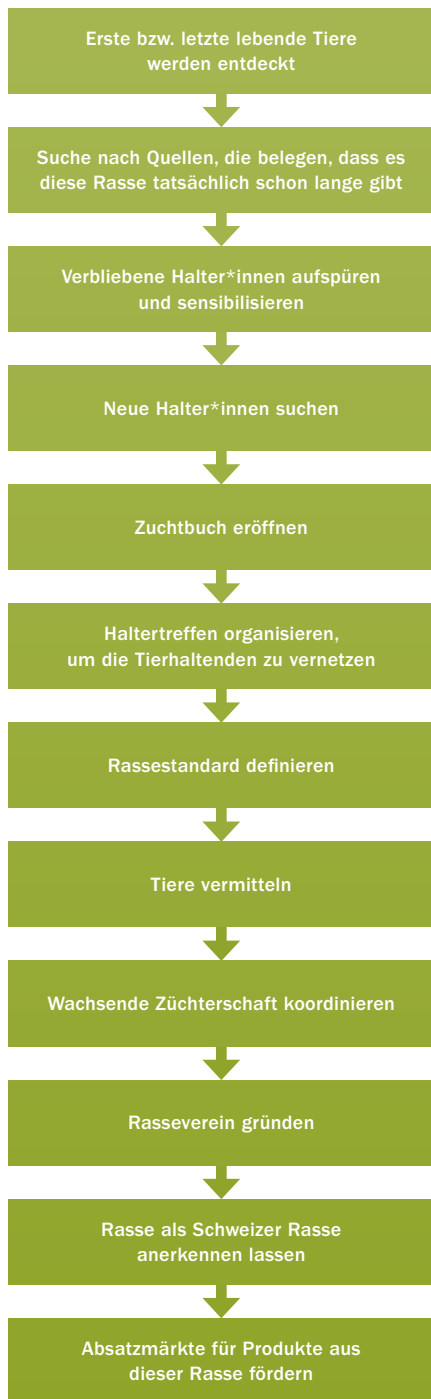 Erste bzw. letzte lebende Tiere
werden entdeckt
Suche nach Quellen, die belegen, dass es
diese Rasse tatsächlich schon lange gibt
Verbliebene Halter*innen aufspüren
und sensibilisieren
Neue Halter*innen suchen
Zuchtbuch eröffnen
Haltertreffen organisieren,
um die Tierhaltenden zu vernetzen
Rassestandard definieren
Tiere vermitteln
Wachsende Züchterschaft koordinieren
Rasseverein gründen
Rasse als Schweizer Rasse
anerkennen lassen
Absatzmärkte für Produkte aus
dieser Rasse fördern